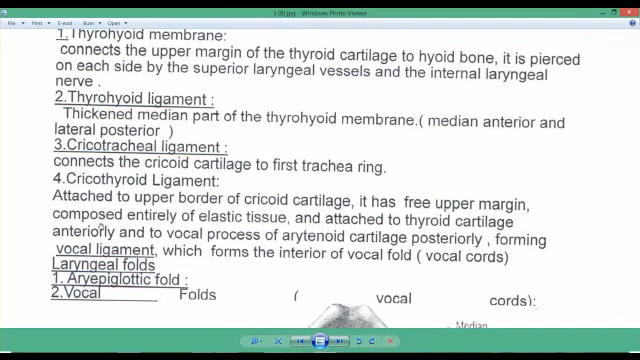 3 (8).jpg - Windows Photo Viewer
File Print E-mail Burn Open
1.Thyrohyoid membrane:
connects the upper margin of the thyroid cartilage to hyoid bone, it is pierced
on each side by the superior laryngeal vessels and the internal laryngeal
nerve .
2.Thyrohyoid ligament :
Thickened median part of the thyrohyoid membrane.( median anterior and
lateral posterior )
3.Cricotracheal ligament :
connects the cricoid cartilage to first trachea ring.
4.Cricothyroid Ligament:
Attached to upper border of cricoid cartilage, it has free upper margin,
composed entirely of elastic tissue, and attached to thyroid cartilage
anteriorly and to vocal process of arytenoid cartilage posteriorly , forming
vocal ligament, which forms the interior of vocal fold ( vocal cords)
Laryngeal folds
1. Aryepiglottic fold :
2.Vocal Folds ( vocal cords):
Median